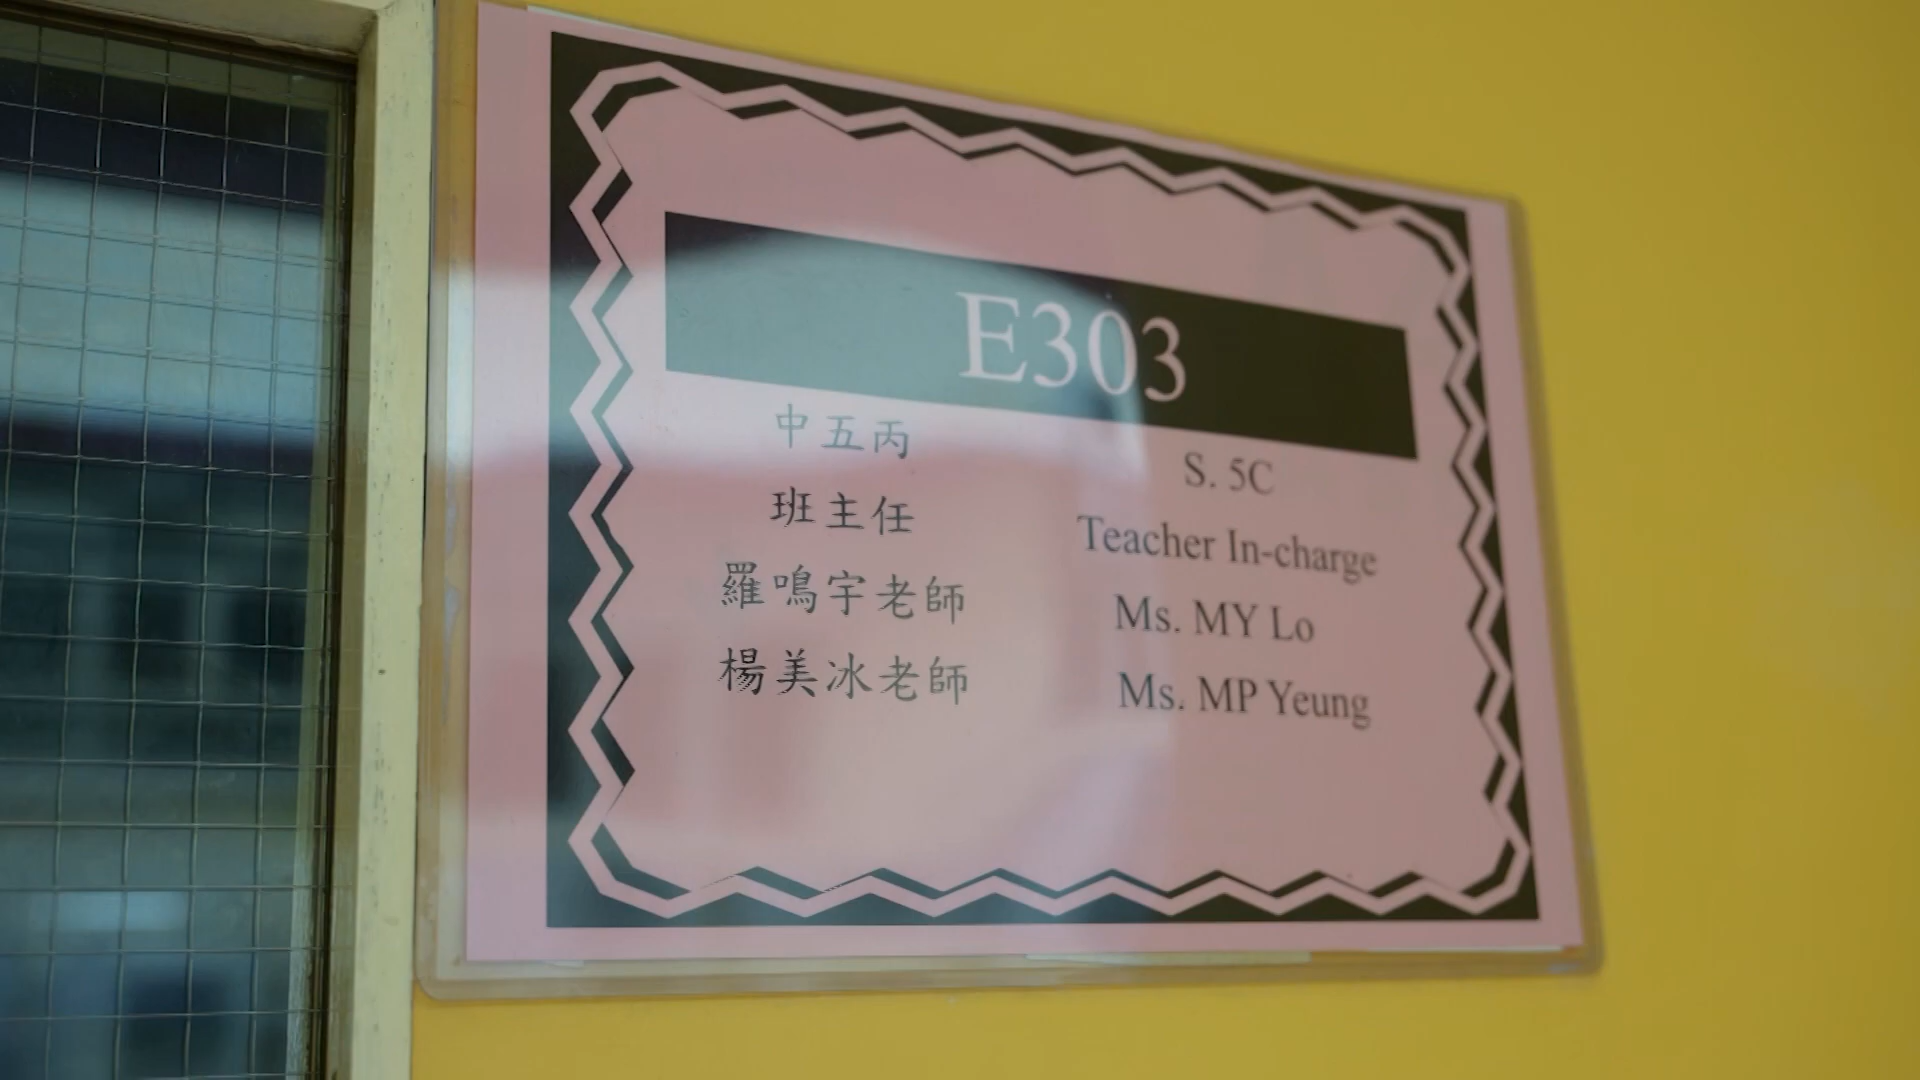 E303
中五丙
班主任
羅鳴宇老師
楊美冰老師
S. 5C
Teacher In-charge
Ms. MY Lo
Ms. MP Yeung